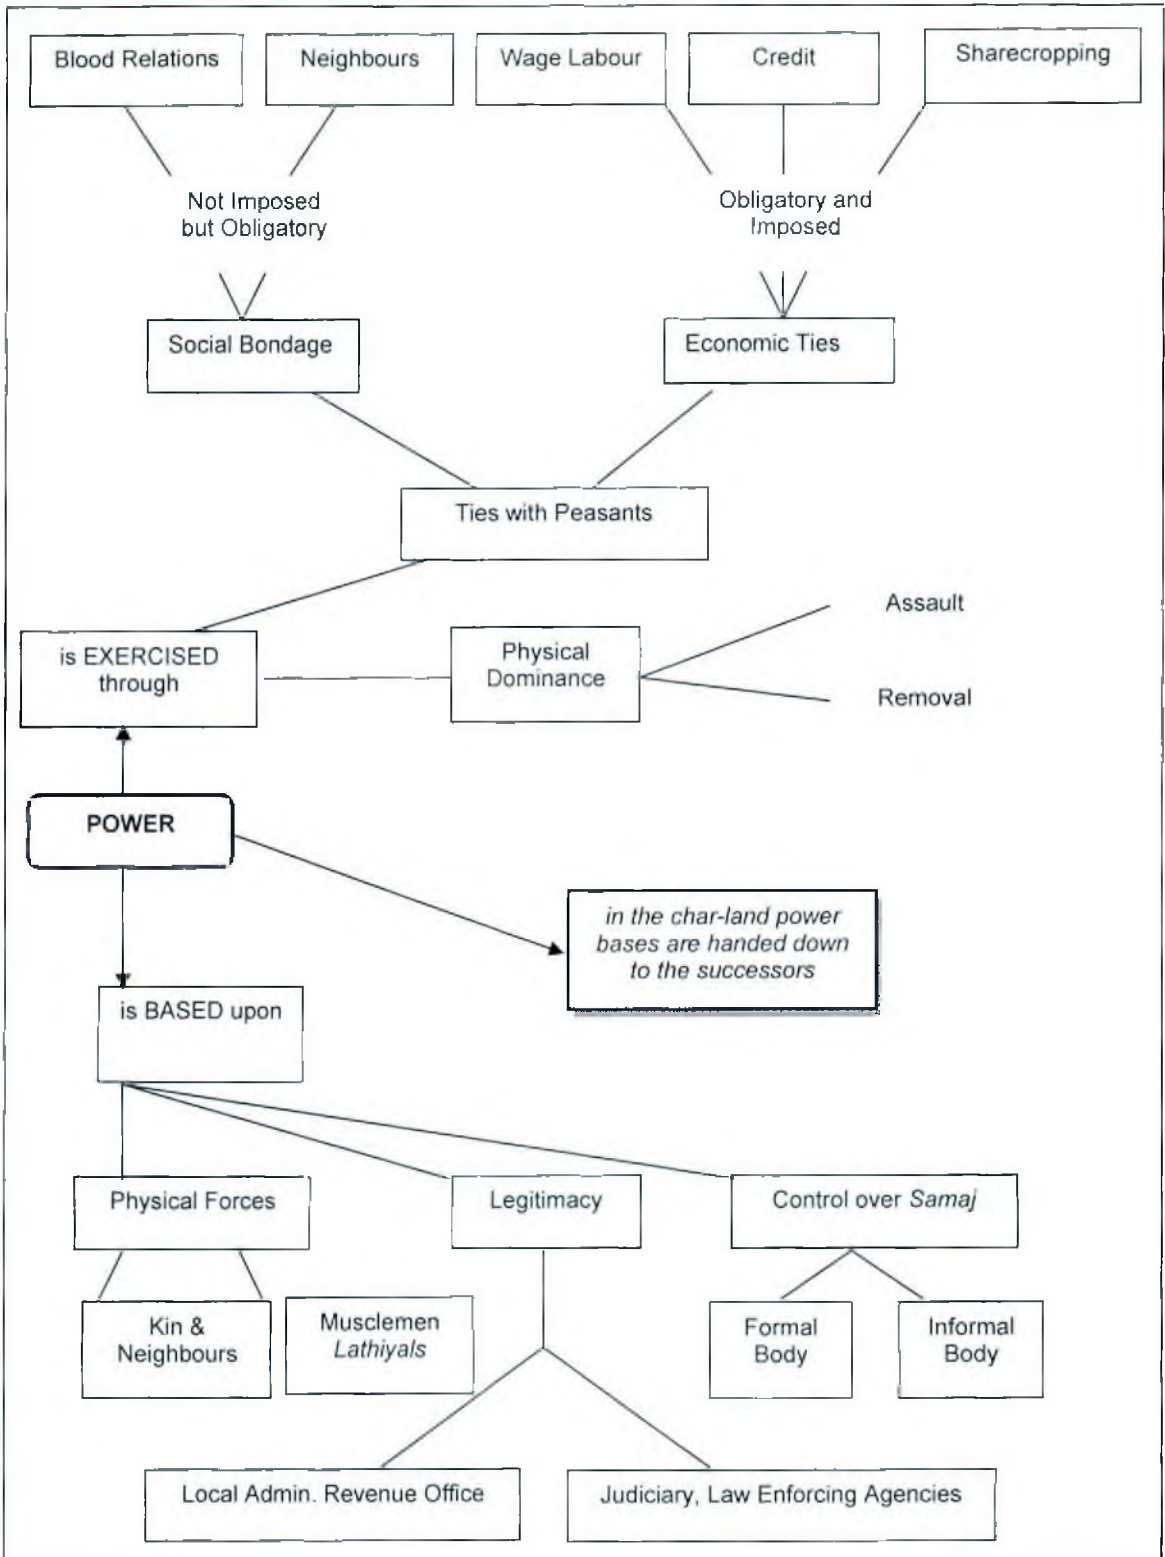 Blood Relations
Neighbours
Wage Labour
Credit
Sharecropping
Not Imposed
but Obligatory
Obligatory and
Imposed
Social Bondage
Economic Ties
Ties with Peasants
is EXERCISED
through
Physical
Dominance
Assault
Removal
POWER
in the char-land power
bases are handed down
to the successors
is BASED upon
Physical Forces
Legitimacy
Control over Samaj
Kin &
Neighbours
Musclemen
Lathiyals
Formal
Body
Informal
Body
Local Admin. Revenue Office
Judiciary, Law Enforcing Agencies